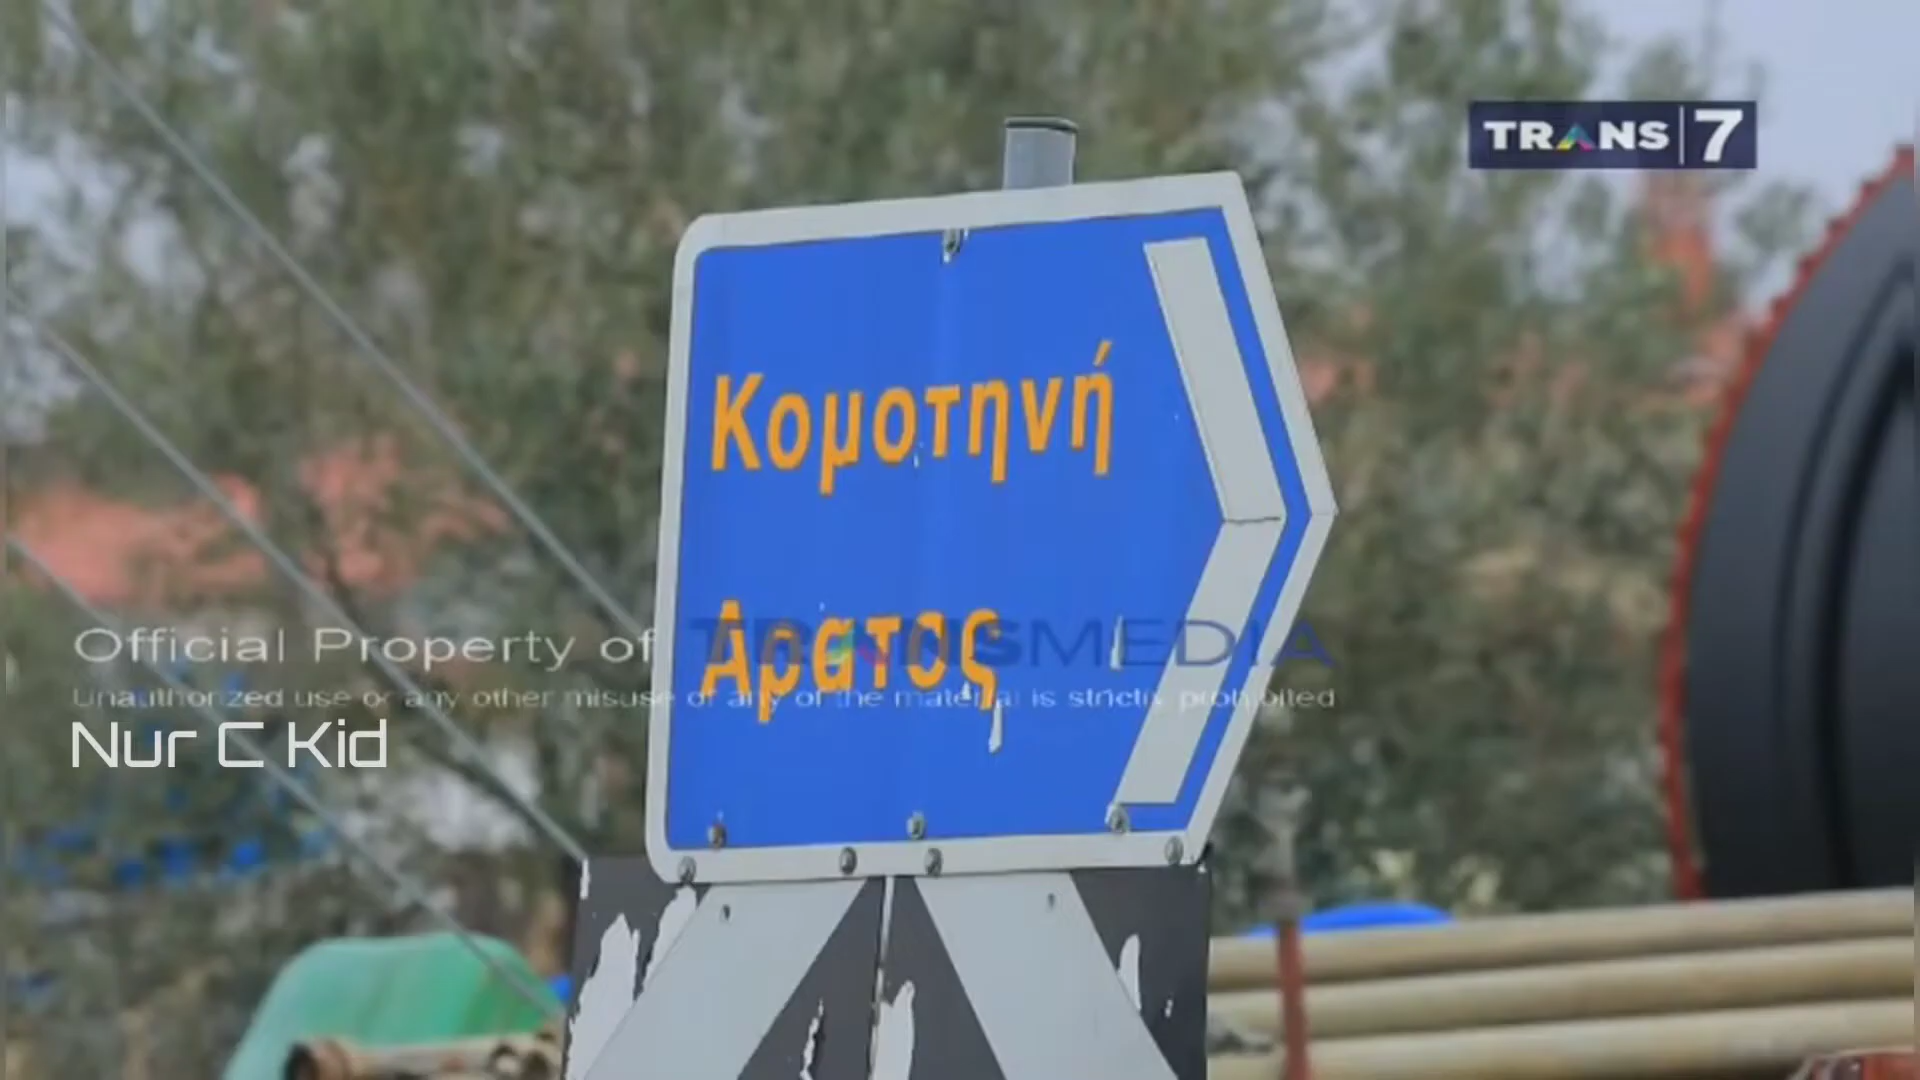 TRANS 7
Κομοτηνή
Αρατος
Official Property of TRANSMEDIA
Unauthorized use or any other misuse of any of the material is strictly prohibited
Nur C Kid